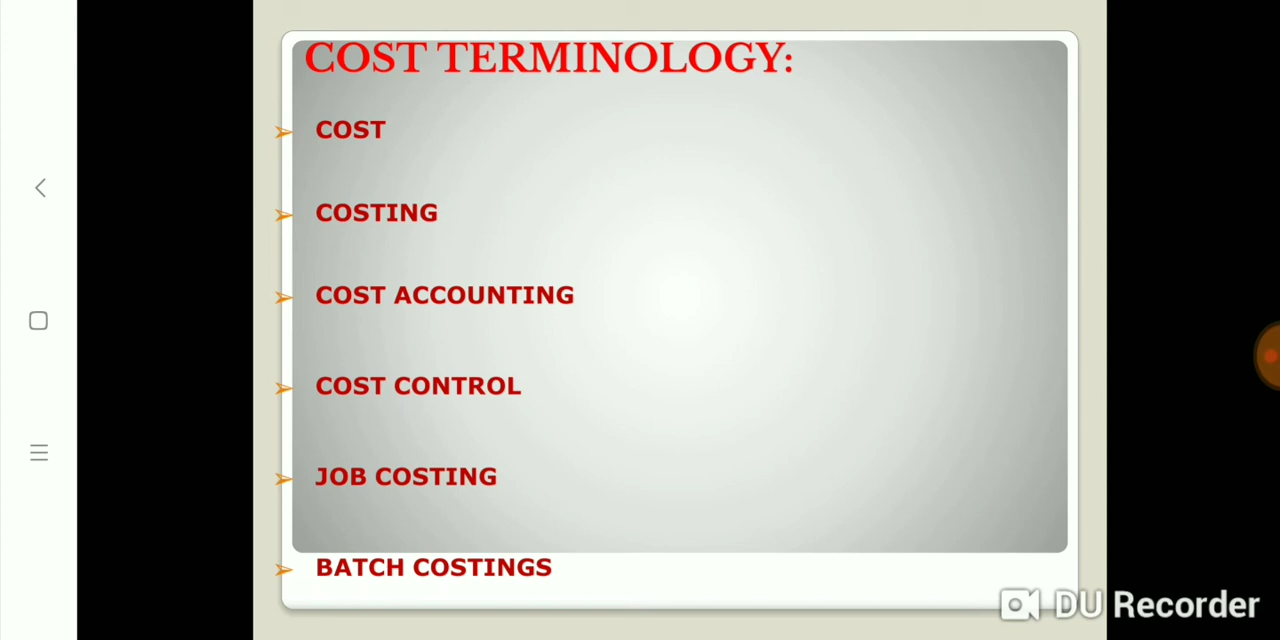 COST TERMINOLOGY:
COST
COSTING
COST ACCOUNTING
COST CONTROL
JOB COSTING
BATCH COSTINGS
DU Recorder